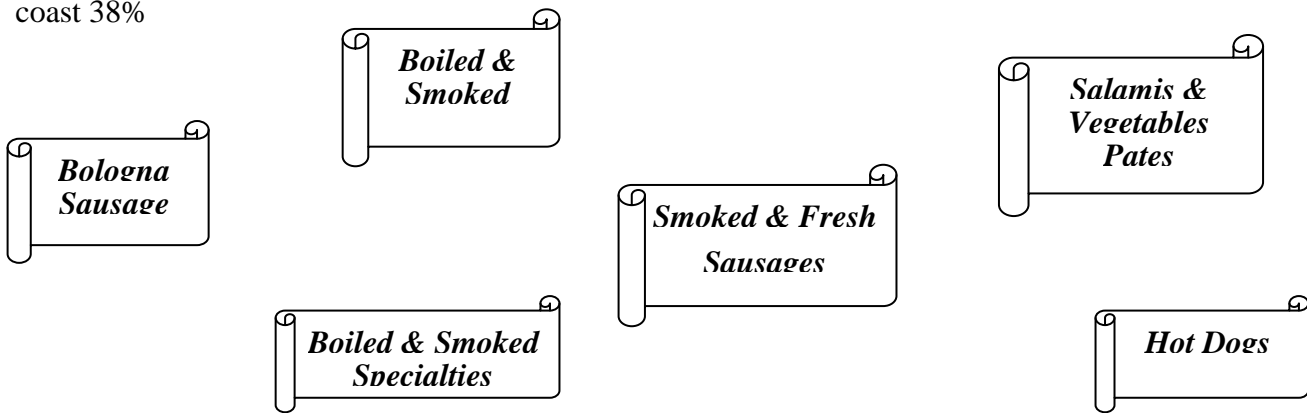 coast 38%
Boiled &
Smoked
Salamis &
Vegetables
Pates
Bologna
Sausage
Smoked & Fresh
Sausages
Boiled & Smoked
Specialties
Hot Dogs